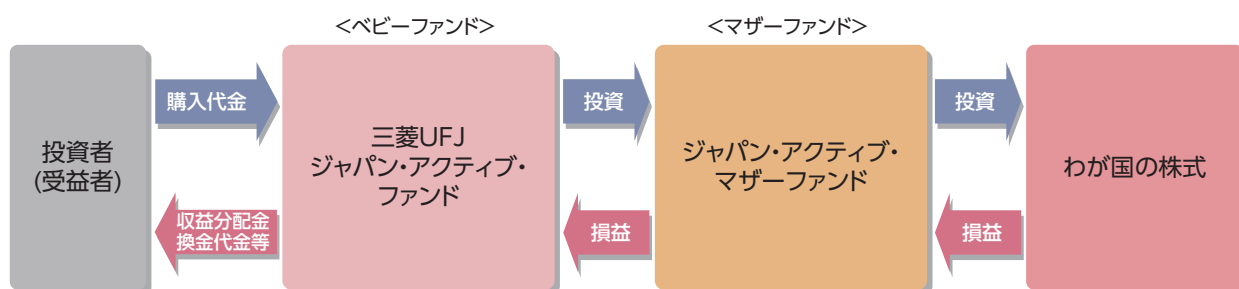 <ベビーファンド>
<マザーファンド>
投資者
(受益者)
購入代金
収益分配金
換金代金等
三菱UFJ
ジャパン・アクティブ・
ファンド
投資
損益
ジャパン・アクティブ・
マザーファンド
投資
損益
わが国の株式